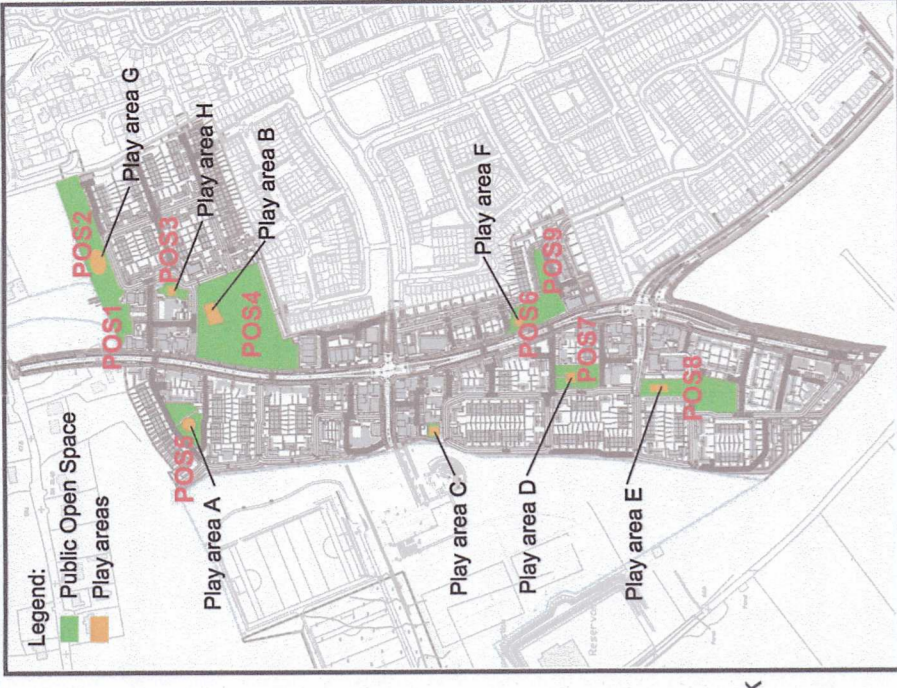 Legend:
Public Open Space
Play areas
POS1
POS2
Play area G
Play area H
POS3
Play area B
POS4
POS5
Play area A
Play area F
POS6
POS9
Play area C
POS7
Play area D
POS8
Play area E
Reservoir